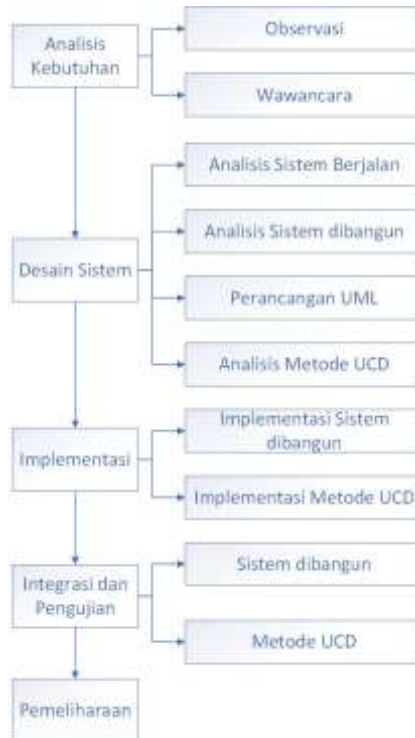 Analisis
Kebutuhan
Observasi
Wawancara
Desain Sistem
Analisis Sistem Berjalan
Analisis Sistem dibangun
Perancangan UML
Analisis Metode UCD
Implementasi
Implementasi Sistem
dibangun
Implementasi Metode UCD
Integrasi dan
Pengujian
Sistem dibangun
Metode UCD
Pemeliharaan